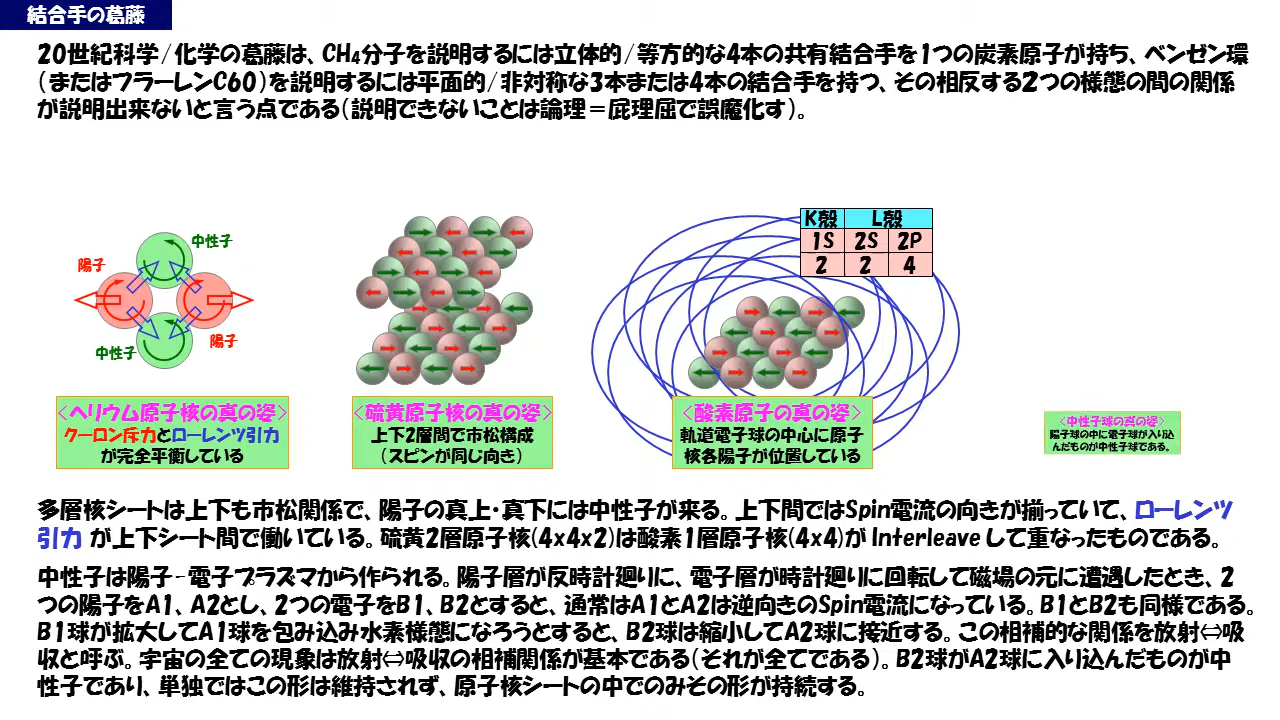 結合手の葛藤
20世紀科学/化学の葛藤は、CH₄分子を説明するには立体的/等方的な4本の共有結合手を1つの炭素原子が持ち、ベンゼン環
(またはフラーレンC60)を説明するには平面的/非対称な3本または4本の結合手を持つ、その相反する2つの様態の間の関係
が説明出来ないと言う点である(説明できないことは論理=屁理屈で誤魔化す)。
K殻 L殻
1S 2S 2P
2 2 4
中性子
陽子
陽子
中性子
<ヘリウム原子核の真の姿>
クーロン斥力とローレンツ引力
が完全平衡している
<硫黄原子核の真の姿>
上下2層間で市松構成
(スピンが同じ向き)
<酸素原子の真の姿>
軌道電子球の中心に原子
核各陽子が位置している
<中性子球の真の姿>
陽子球の中に電子球が入り込
んだものが中性子球である。
多層核シートは上下も市松関係で、陽子の真上・真下には中性子が来る。上下間ではSpin電流の向きが揃っていて、ローレンツ
引力 が上下シート間で働いている。硫黄2層原子核(4x4x2)は酸素1層原子核(4x4)が Interleave して重なったものである。
中性子は陽子-電子プラズマから作られる。陽子層が反時計廻りに、電子層が時計廻りに回転して磁場の元に遭遇したとき、2
つの陽子をA1、A2とし、2つの電子をB1、B2とすると、通常はA1とA2は逆向きのSpin電流になっている。B1とB2も同様である。
B1球が拡大してA1球を包み込み水素様態になろうとすると、B2球は縮小してA2球に接近する。この相補的な関係を放射⇔吸
収と呼ぶ。宇宙の全ての現象は放射⇔吸収の相補関係が基本である(それが全てである)。B2球がA2球に入り込んだものが中
性子であり、単独ではこの形は維持されず、原子核シートの中でのみその形が持続する。